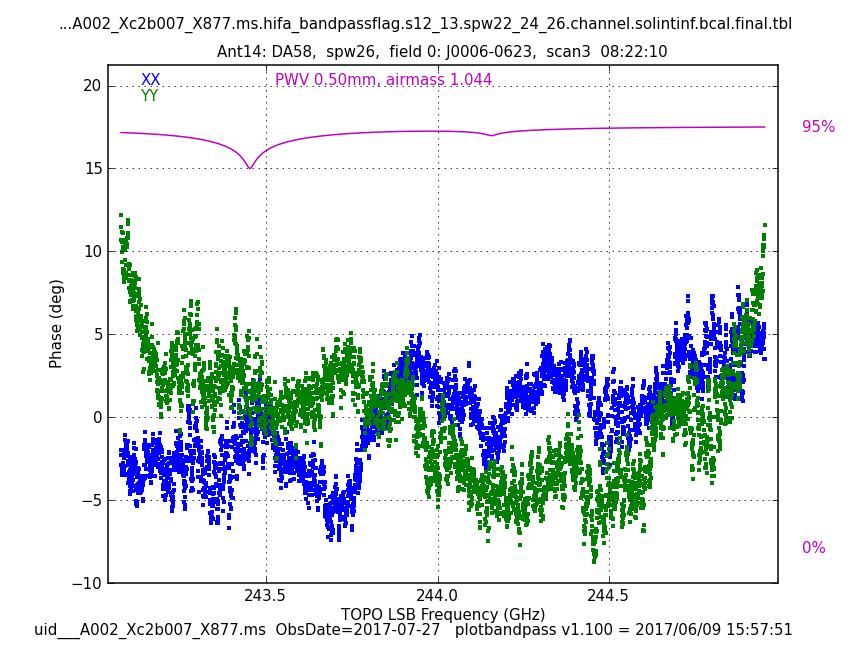 ...A002_Xc2b007_X877.ms.hifa_bandpassflag.s12_13.spw22_24_26.channel.solintinf.bcal.final.tbl
Ant14: DA58, spw26, field 0: J0006-0623, scan3 08:22:10
XX
YY
PWV 0.50mm, airmass 1.044
95%
0%
Phase (deg)
20
15
10
5
0
−5
−10
243.5 244.0 244.5
TOPO LSB Frequency (GHz)
uid___A002_Xc2b007_X877.ms ObsDate=2017-07-27 plotbandpass v1.100 = 2017/06/09 15:57:51